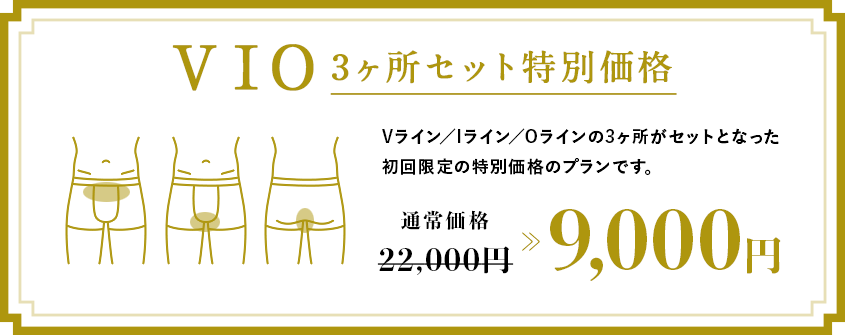 VIO 3ヶ所セット特別価格
Vライン／Iライン／Oラインの3ヶ所がセットとなった
初回限定の特別価格のプランです。
通常価格
22,000円 » 9,000円